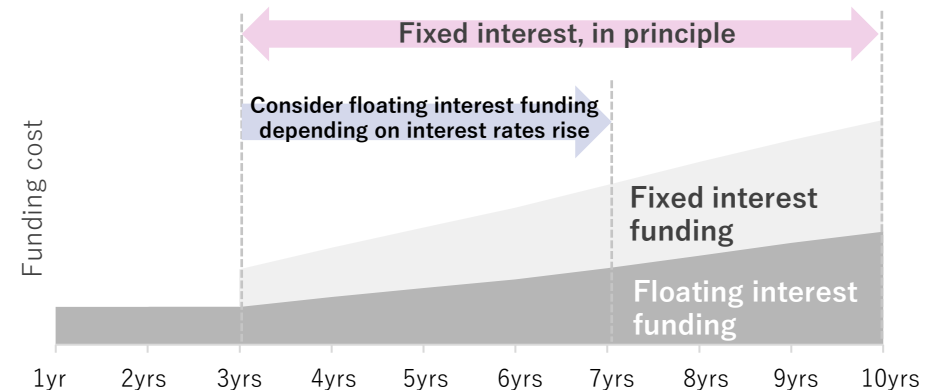 Fixed interest, in principle
Consider floating interest funding
depending on interest rates rise
Funding cost
Fixed interest
funding
Floating interest
funding
1yr 2yrs 3yrs 4yrs 5yrs 6yrs 7yrs 8yrs 9yrs 10yrs